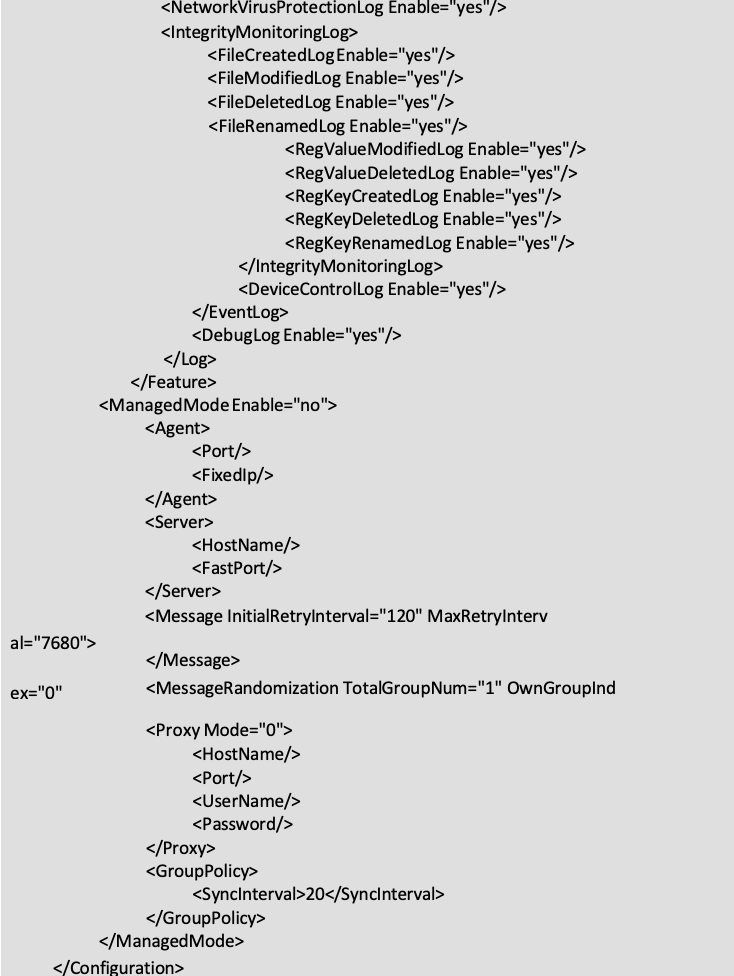 <NetworkVirusProtectionLog Enable="yes"/>
<IntegrityMonitoringLog>
<FileCreatedLog Enable="yes"/>
<FileModifiedLog Enable="yes"/>
<FileDeletedLog Enable="yes"/>
<FileRenamedLog Enable="yes"/>
<RegValueModifiedLog Enable="yes"/>
<RegValueDeletedLog Enable="yes"/>
<RegKeyCreatedLog Enable="yes"/>
<RegKeyDeletedLog Enable="yes"/>
<RegKeyRenamedLog Enable="yes"/>
</IntegrityMonitoringLog>
<DeviceControlLog Enable="yes"/>
</EventLog>
<DebugLog Enable="yes"/>
</Log>
</Feature>
<ManagedMode Enable="no">
<Agent>
<Port/>
<FixedIp/>
</Agent>
<Server>
<HostName/>
<FastPort/>
</Server>
<Message InitialRetryInterval="120" MaxRetryInterv
al="7680">
</Message>
<MessageRandomization TotalGroupNum="1" OwnGroupInd
ex="0"
<Proxy Mode="0">
<HostName/>
<Port/>
<UserName/>
<Password/>
</Proxy>
<GroupPolicy>
<SyncInterval>20</SyncInterval>
</GroupPolicy>
</ManagedMode>
</Configuration>